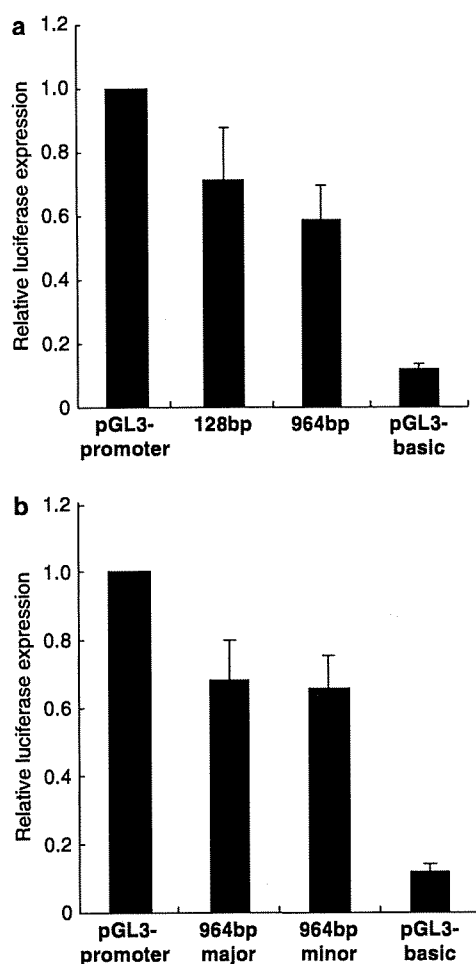 a
Relative luciferase expression
1.2
1.0
0.8
0.6
0.4
0.2
0
pGL3-
promoter
128bp
964bp
pGL3-
basic
b
Relative luciferase expression
1.2
1.0
0.8
0.6
0.4
0.2
0
pGL3-
promoter
964bp
major
964bp
minor
pGL3-
basic